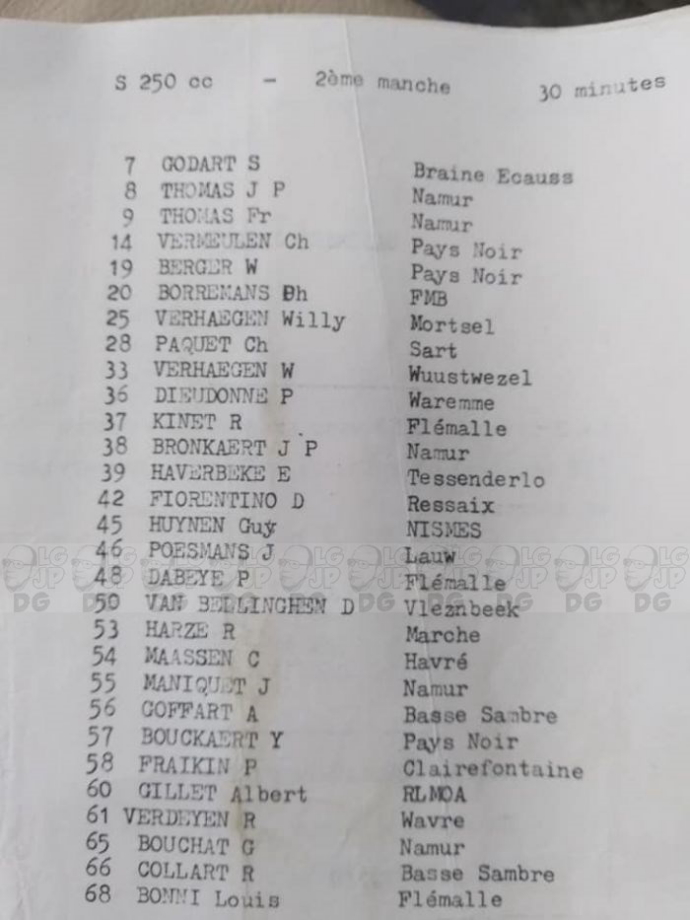 S 250 cc - 2ème manche 30 minutes
7 GODART S Braine Ecauss
8 THOMAS J P Namur
9 THOMAS Fr Namur
14 VERMEULEN Ch Pays Noir
19 BERGER W Pays Noir
20 BORREMANS Bh FMB
25 VERHAEGEN Willy Mortsel
28 PAQUET Ch Sart
33 VERHAEGEN W Wuustwezel
36 DIEUDONNE P Waremme
37 KINET R Flémalle
38 BRONKAERT J P Namur
39 HAVERBEKE E Tessenderlo
42 FIORENTINO D Ressaix
45 HUYNEN Guy NISMES
46 POESMANS J Lauw
48 DABEYE P Flémalle
50 VAN BELLINGHEN D Vleznbeek
53 HARZE R Marche
54 MAASSEN C Havré
55 MANIQUET J Namur
56 GOFFART A Basse Sambre
57 BOUCKAERT Y Pays Noir
58 FRAIKIN P Clairefontaine
60 GILLET Albert RLMOA
61 VERDEYEN R Wavre
65 BOUCHAT G Namur
66 COLLART R Basse Sambre
68 BONMI Louis Flémalle